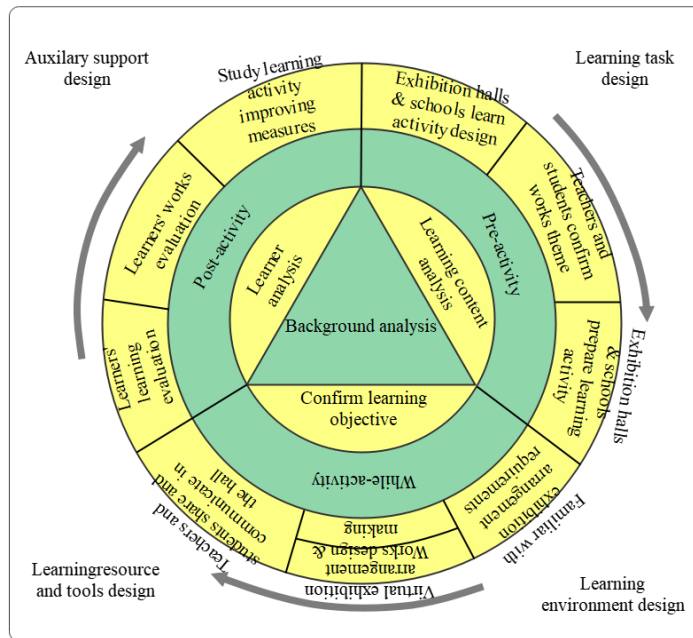 Auxilary support
design
Learning task
design
Study learning
activity
improving
measures
Exhibition halls
& schools learn
activity design
Teachers and
students confirm
works theme
Exhibition halls
& schools
prepare learning
activity
Familiar with
exhibition
arrangement
requirements
Virtual exhibition
arrangement
Works design &
making
Teachers and
students share and
communicate in
the hall
Learners'
learning
evaluation
Learners' works
evaluation
Pre-activity
While-activity
Post-activity
Learner
analysis
Learning content
analysis
Background analysis
Confirm learning
objective
Learningresource
and tools design
Learning
environment design